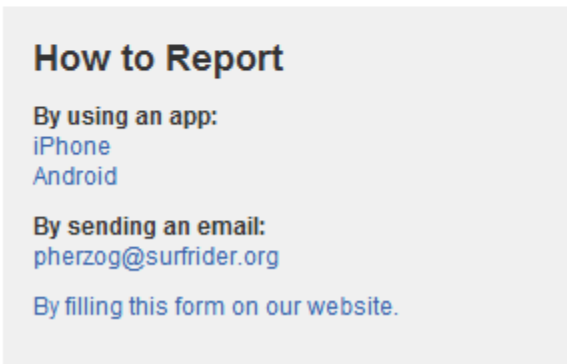 How to Report
By using an app:
iPhone
Android
By sending an email:
pherzog@surfrider.org
By filling this form on our website.